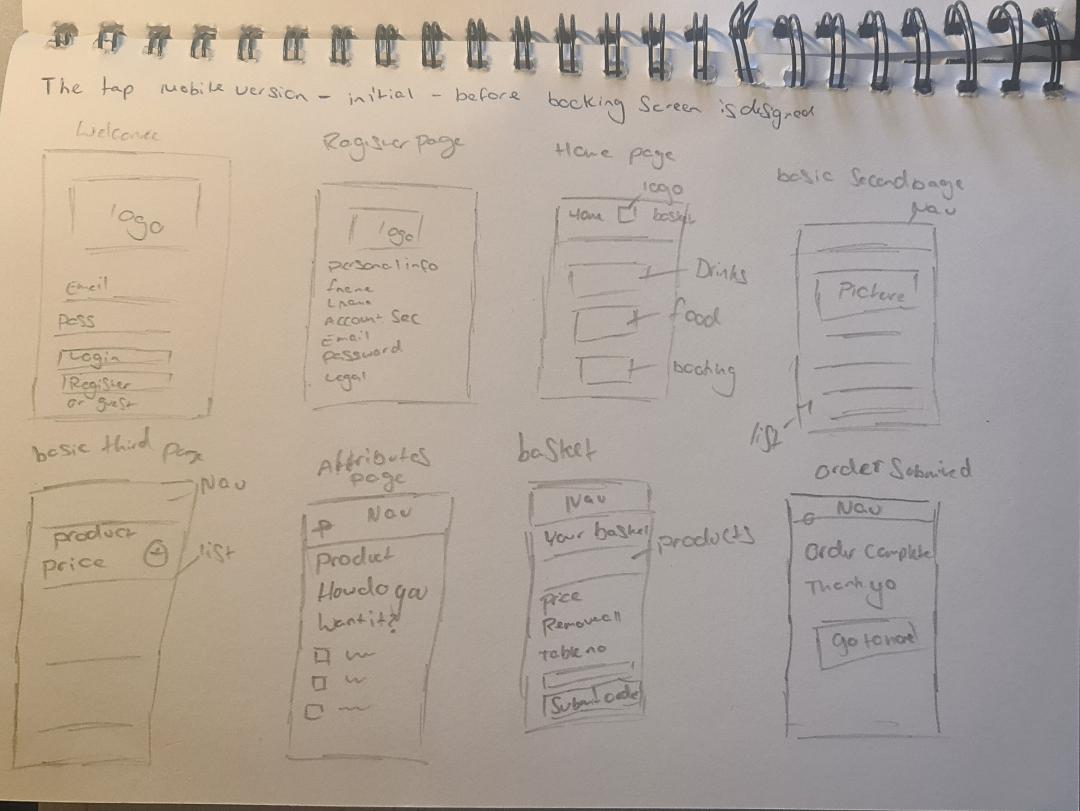 The tap mobile version - initial - before booking screen is designed
Welcome
logo
Email
Pass
Login
Register
or guest
Register page
logo
personal info
fname
Lname
Account Sec
Email
password
Legal
Home page
logo
Home
basket
Drinks
food
booking
basic Second page
Nav
Picture
list
basic third page
Nav
product
price
+
list
Attributes
page
Nav
Product
How do you
Want it?
basket
Nav
Your basket
products
price
Remove all
table no
Submit order
Order Submitted
Nav
Order Complete
Thank yo